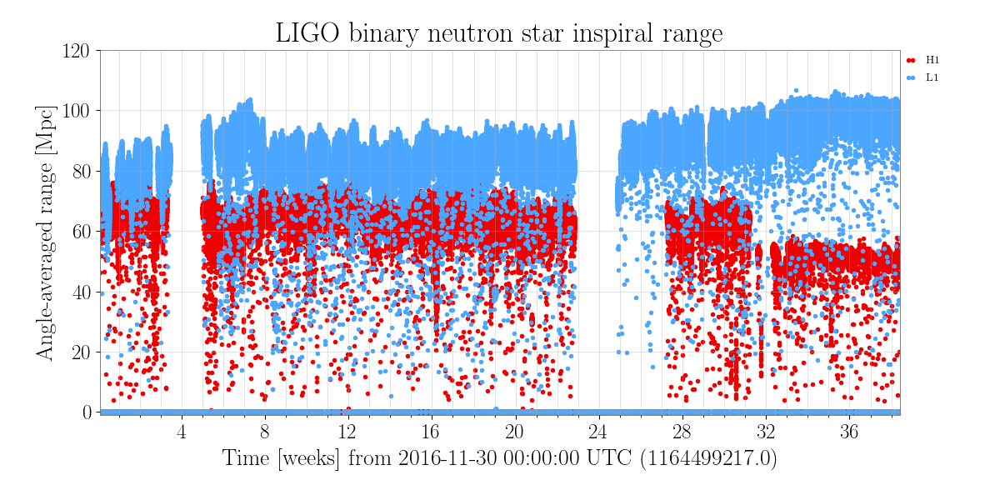 LIGO binary neutron star inspiral range
H1
L1
Angle-averaged range [Mpc]
120
100
80
60
40
20
0
4 8 12 16 20 24 28 32 36
Time [weeks] from 2016-11-30 00:00:00 UTC (1164499217.0)